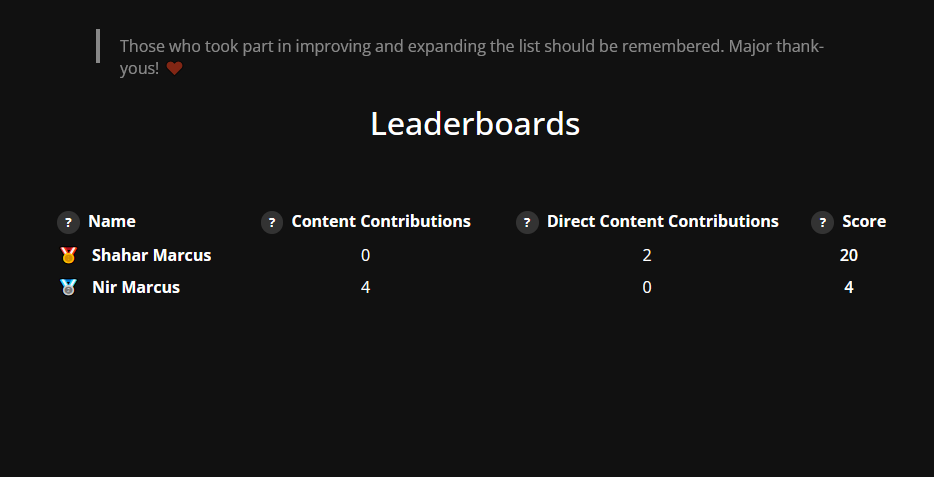 Those who took part in improving and expanding the list should be remembered. Major thank-
yous! ❤
Leaderboards
? Name ? Content Contributions ? Direct Content Contributions ? Score
🥇 Shahar Marcus 0 2 20
🥈 Nir Marcus 4 0 4